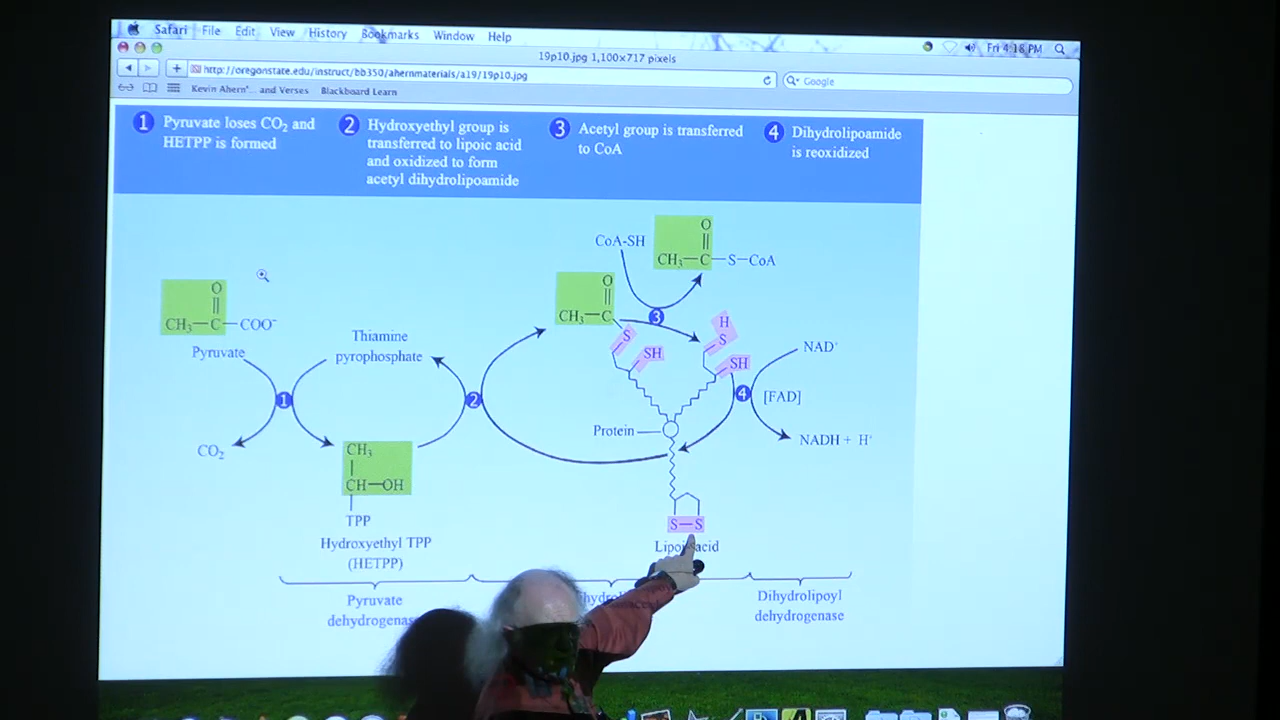 Safari File Edit View History Bookmarks Window Help
Fri 4:18 PM
19p10.jpg 1,100×717 pixels
http://oregonstate.edu/instruct/bb350/ahernmaterials/a19/19p10.jpg
Google
Kevin Ahern'... and Verses Blackboard Learn
1 Pyruvate loses CO₂ and
HETPP is formed
2 Hydroxyethyl group is
transferred to lipoic acid
and oxidized to form
acetyl dihydrolipoamide
3 Acetyl group is transferred
to CoA
4 Dihydrolipoamide
is reoxidized
O
CH₃—C—COO⁻
Pyruvate
1
CO₂
Thiamine
pyrophosphate
CH₃
CH—OH
TPP
Hydroxyethyl TPP
(HETPP)
2
CoA-SH
O
CH₃—C—S—CoA
O
CH₃—C
S
SH
3
H
S
SH
NAD⁺
4
[FAD]
NADH + H⁺
Protein
S—S
acid
Pyruvate
Dihydrolipoyl
dehydrogenase